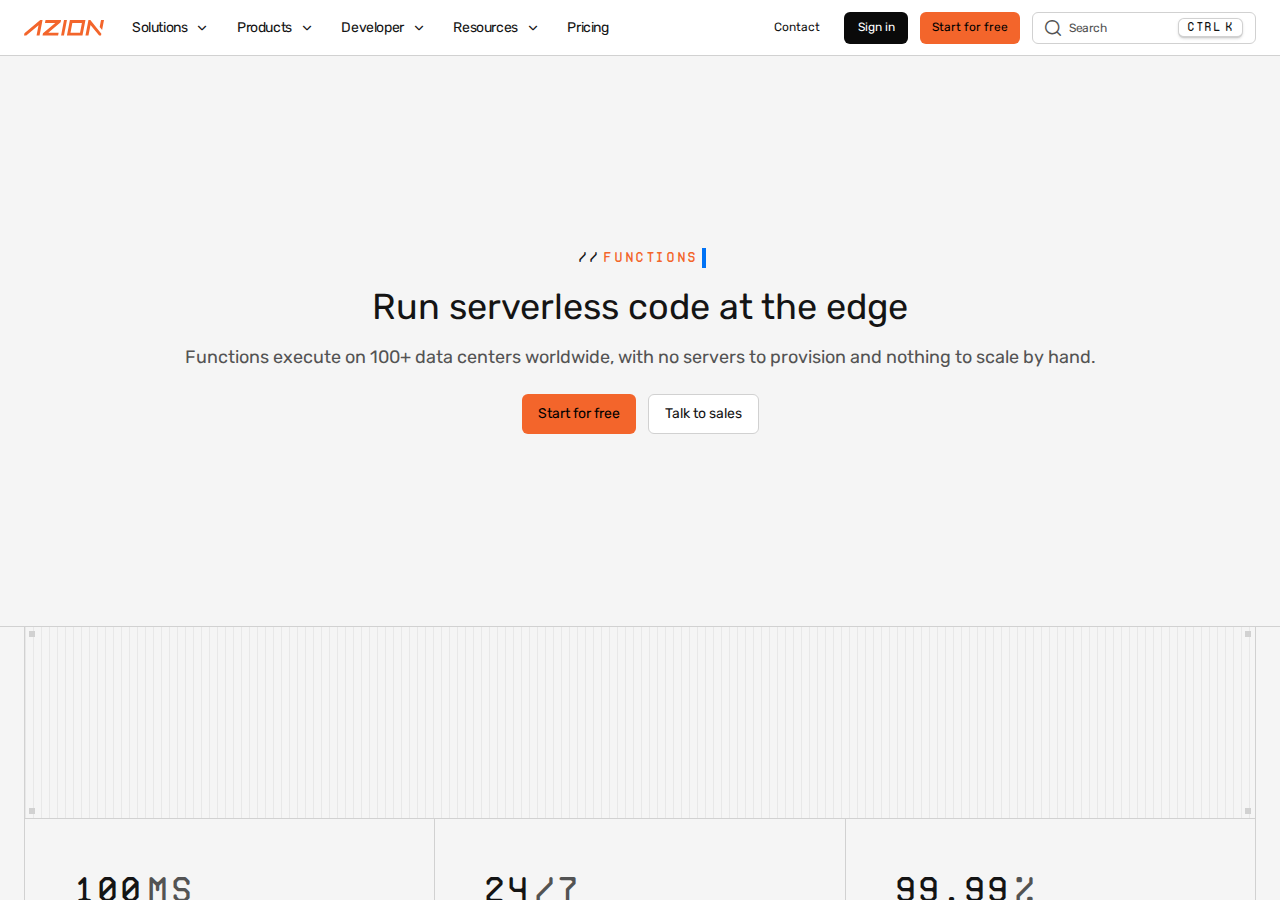 AZION
Solutions
Products
Developer
Resources
Pricing
Contact
Sign in
Start for free
Search
CTRL K
// FUNCTIONS
Run serverless code at the edge
Functions execute on 100+ data centers worldwide, with no servers to provision and nothing to scale by hand.
Start for free
Talk to sales
100MS
24/7
99.99%